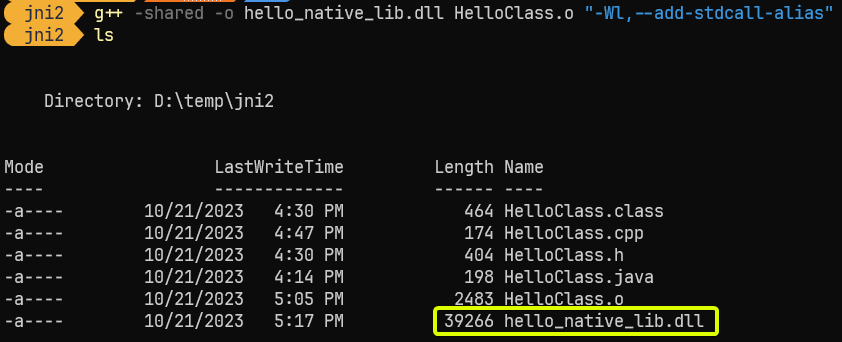 jni2 g++ -shared -o hello_native_lib.dll HelloClass.o "-Wl,--add-stdcall-alias"
jni2 ls
Directory: D:\temp\jni2
Mode LastWriteTime Length Name
---- ------------- ------ ----
-a---- 10/21/2023 4:30 PM 464 HelloClass.class
-a---- 10/21/2023 4:47 PM 174 HelloClass.cpp
-a---- 10/21/2023 4:30 PM 404 HelloClass.h
-a---- 10/21/2023 4:14 PM 198 HelloClass.java
-a---- 10/21/2023 5:05 PM 2483 HelloClass.o
-a---- 10/21/2023 5:17 PM 39266 hello_native_lib.dll